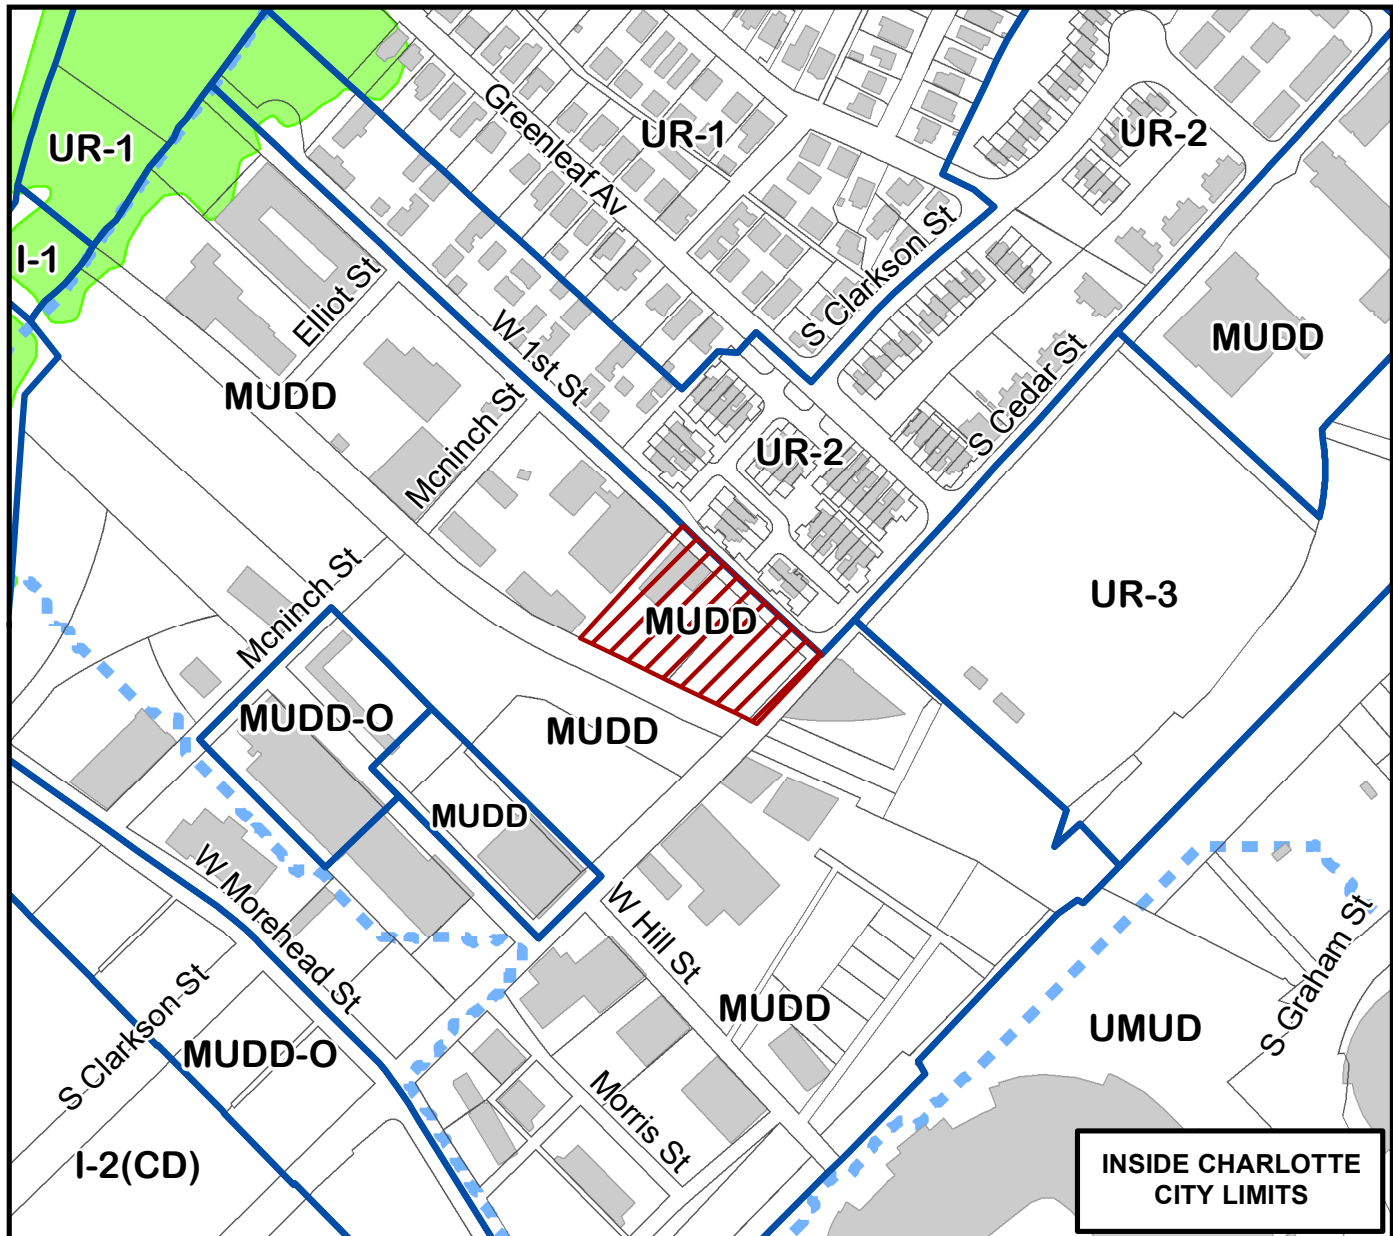 UR-1
UR-1
UR-2
Greenleaf Av
I-1
S Clarkson St
Elliot St
W 1st St
MUDD
MUDD
S Cedar St
Mcninch St
UR-2
Mcninch St
UR-3
MUDD
MUDD-O
MUDD
MUDD
W Morehead St
W Hill St
S Graham St
S Clarkson St
MUDD
UMUD
MUDD-O
Morris St
I-2(CD)
INSIDE CHARLOTTE
CITY LIMITS